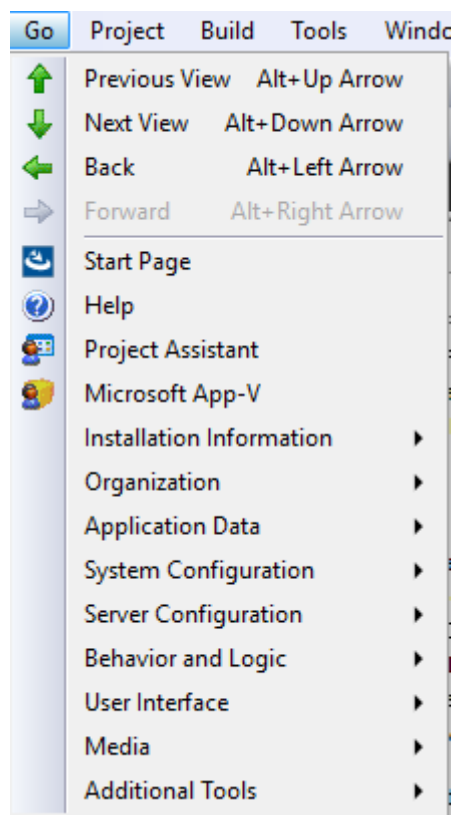 Go Project Build Tools Windo
Previous View Alt+Up Arrow
Next View Alt+Down Arrow
Back Alt+Left Arrow
Forward Alt+Right Arrow
Start Page
Help
Project Assistant
Microsoft App-V
Installation Information
Organization
Application Data
System Configuration
Server Configuration
Behavior and Logic
User Interface
Media
Additional Tools